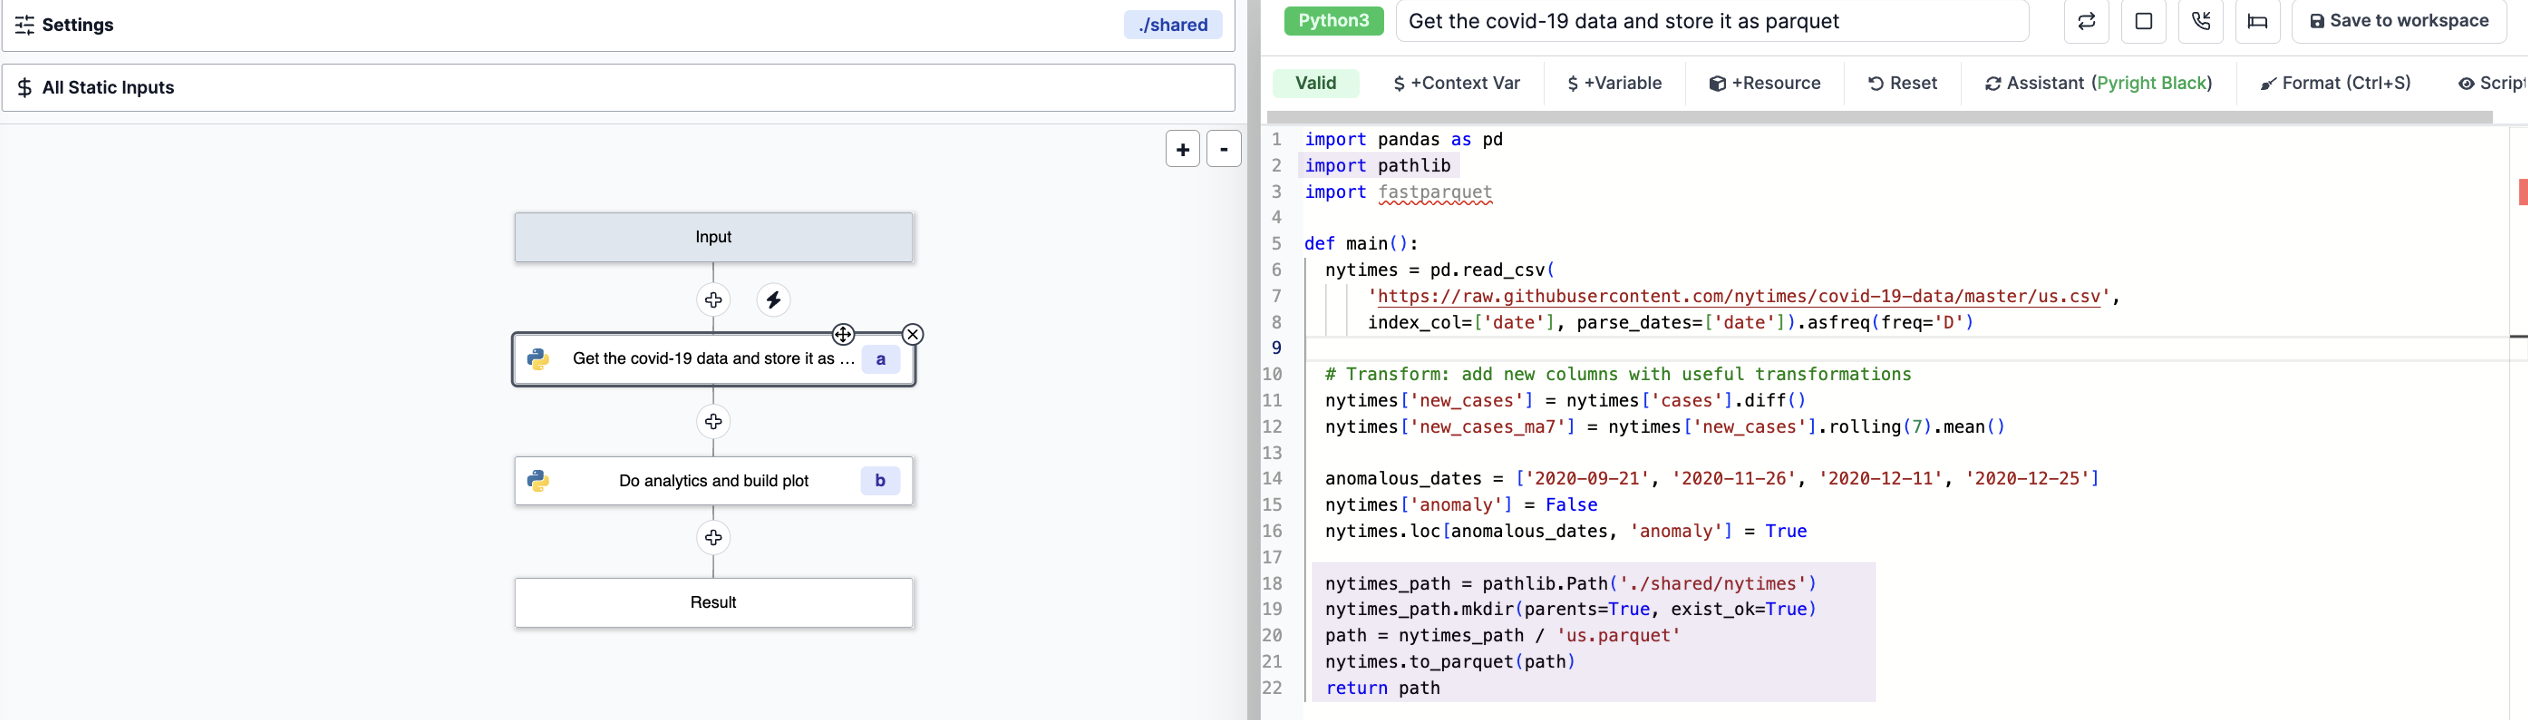 Settings
./shared
$ All Static Inputs
+ -
Input
Get the covid-19 data and store it as ... a
Do analytics and build plot b
Result
Python3 Get the covid-19 data and store it as parquet Save to workspace
Valid $ +Context Var $ +Variable +Resource Reset Assistant (Pyright Black) Format (Ctrl+S) Script
1 import pandas as pd
2 import pathlib
3 import fastparquet
4
5 def main():
6 nytimes = pd.read_csv(
7 'https://raw.githubusercontent.com/nytimes/covid-19-data/master/us.csv',
8 index_col=['date'], parse_dates=['date']).asfreq(freq='D')
9
10 # Transform: add new columns with useful transformations
11 nytimes['new_cases'] = nytimes['cases'].diff()
12 nytimes['new_cases_ma7'] = nytimes['new_cases'].rolling(7).mean()
13
14 anomalous_dates = ['2020-09-21', '2020-11-26', '2020-12-11', '2020-12-25']
15 nytimes['anomaly'] = False
16 nytimes.loc[anomalous_dates, 'anomaly'] = True
17
18 nytimes_path = pathlib.Path('./shared/nytimes')
19 nytimes_path.mkdir(parents=True, exist_ok=True)
20 path = nytimes_path / 'us.parquet'
21 nytimes.to_parquet(path)
22 return path